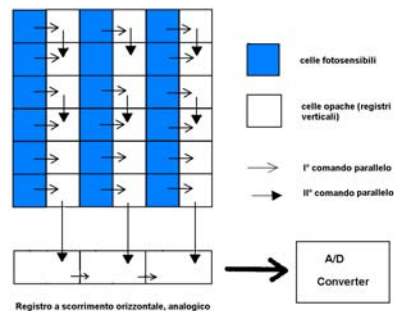 celle fotosensibili
celle opache (registri
verticali)
I° comando parallelo
II° comando parallelo
A/D
Converter
Registro a scorrimento orizzontale, analogico